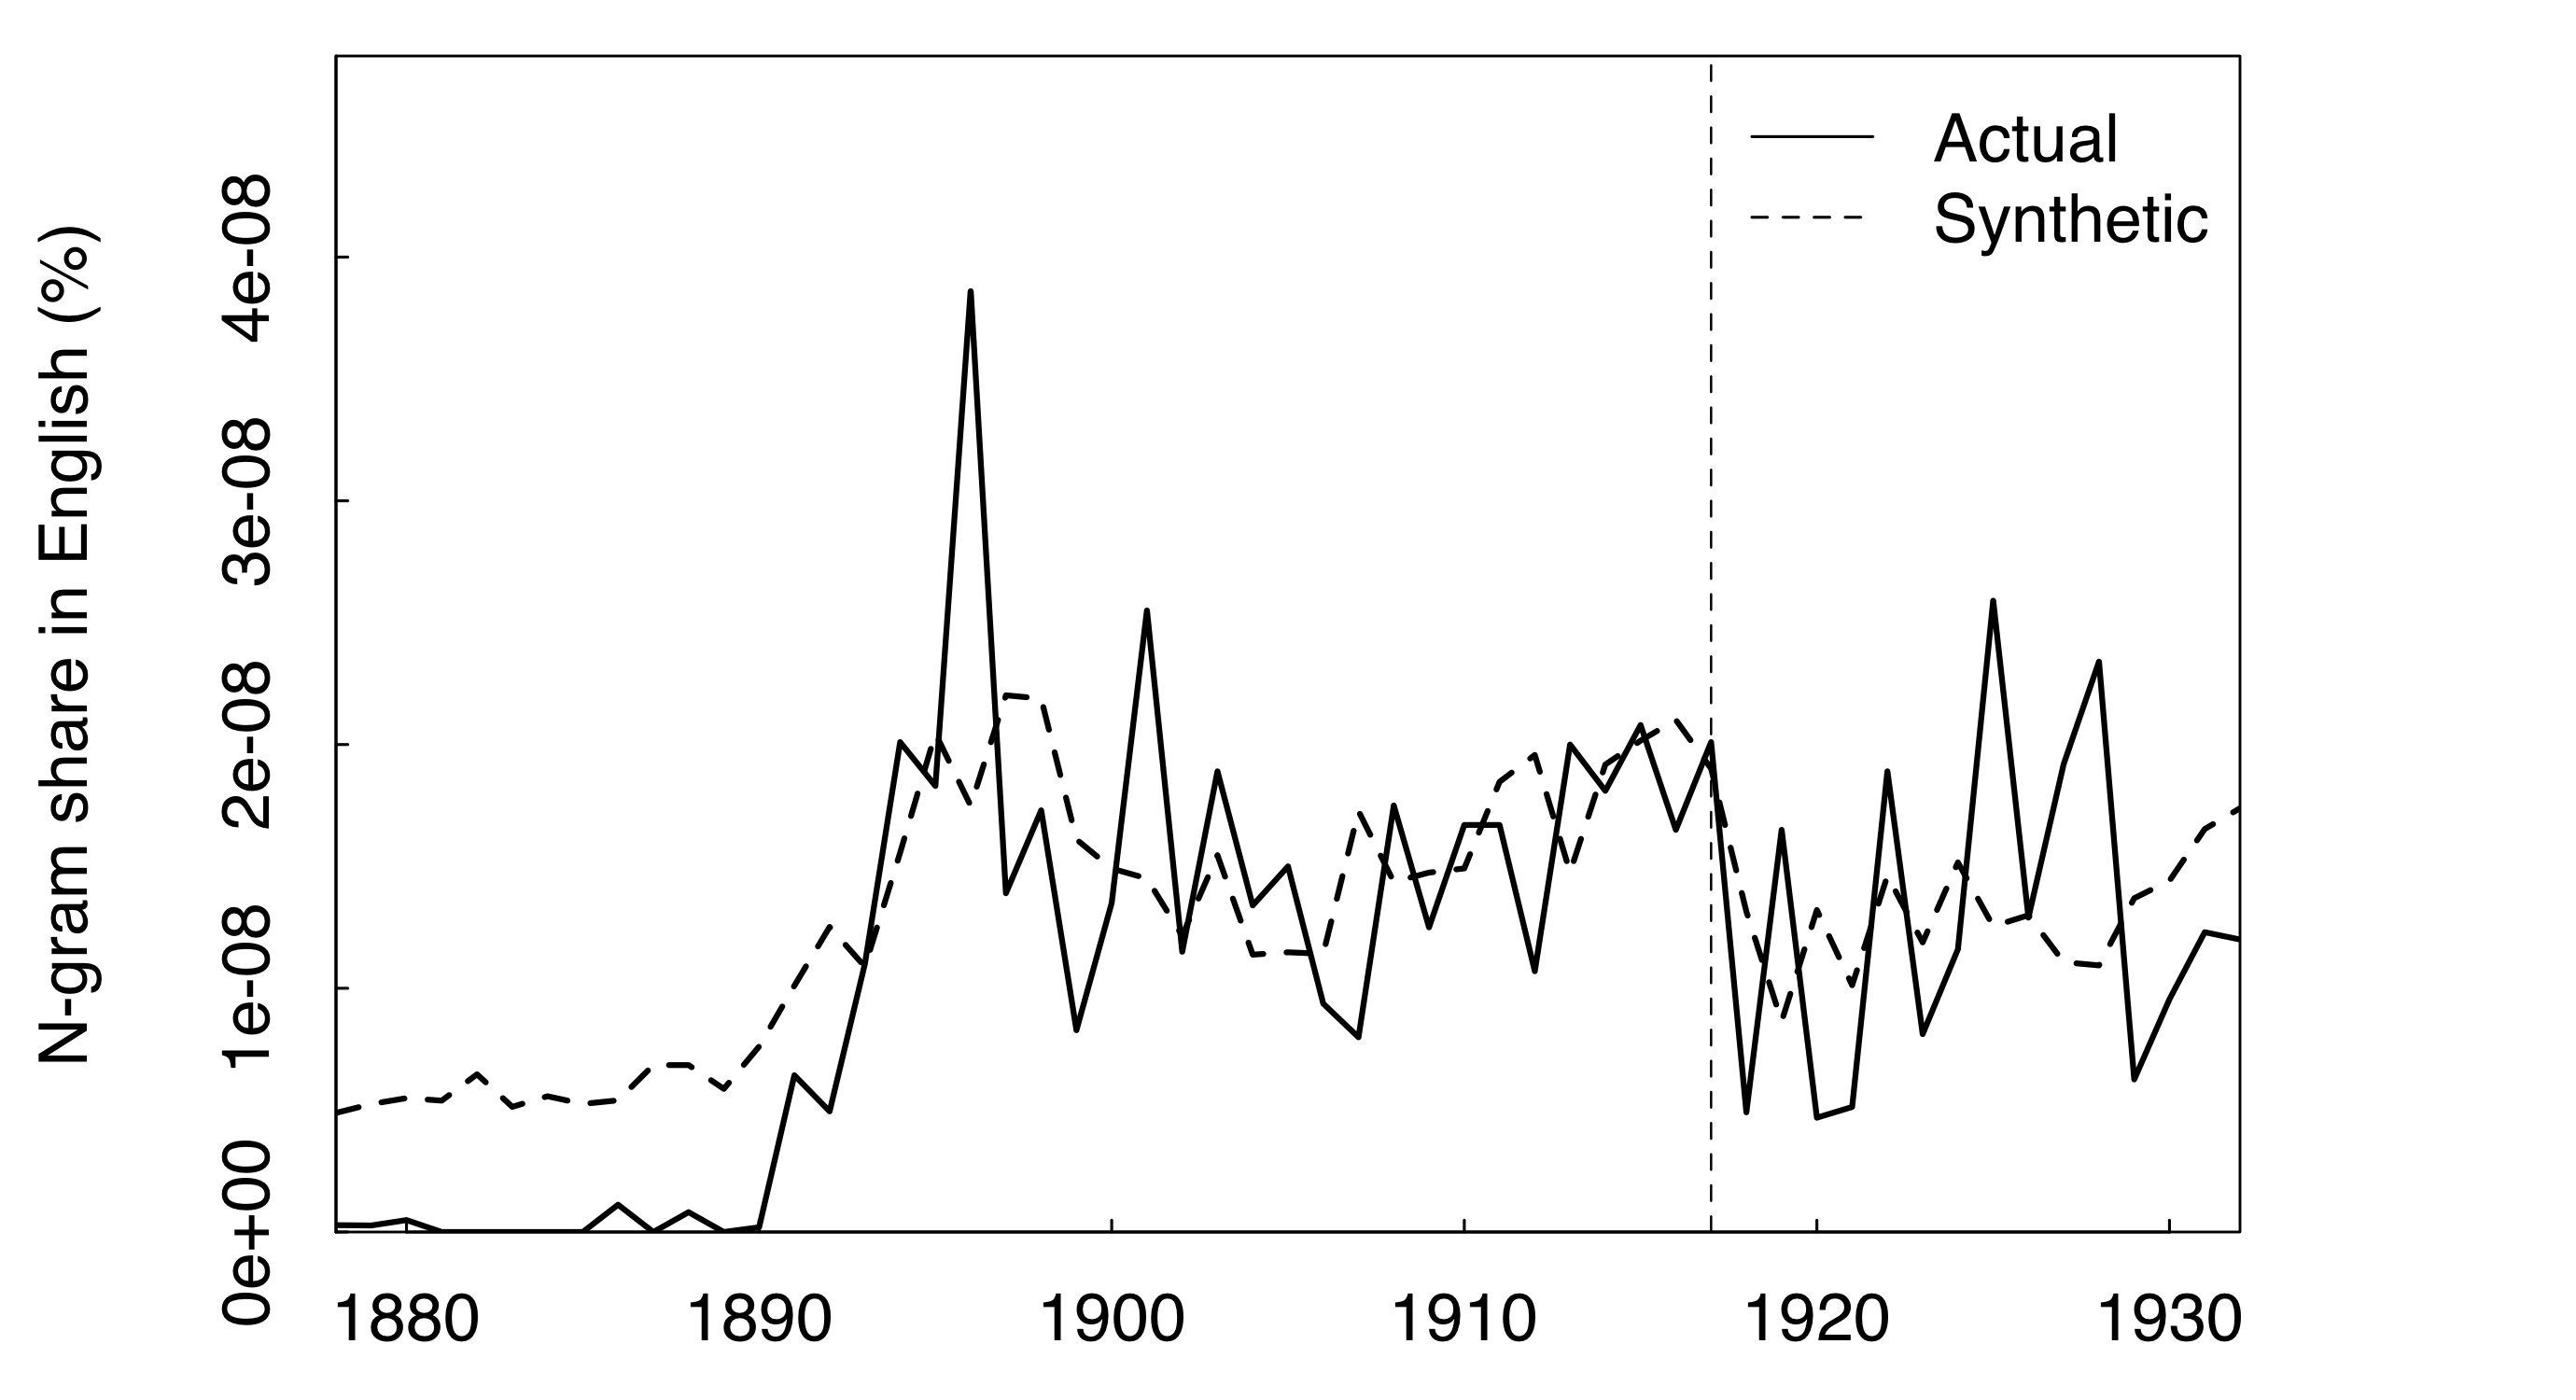 N-gram share in English (%)
4e-08
3e-08
2e-08
1e-08
0e+00
Actual
Synthetic
1880 1890 1900 1910 1920 1930